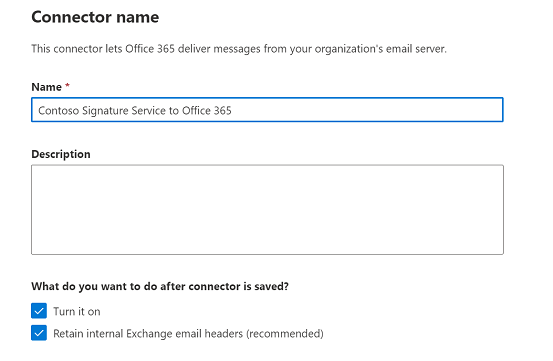 Connector name
This connector lets Office 365 deliver messages from your organization's email server.
Name *
Contoso Signature Service to Office 365
Description
What do you want to do after connector is saved?
Turn it on
Retain internal Exchange email headers (recommended)